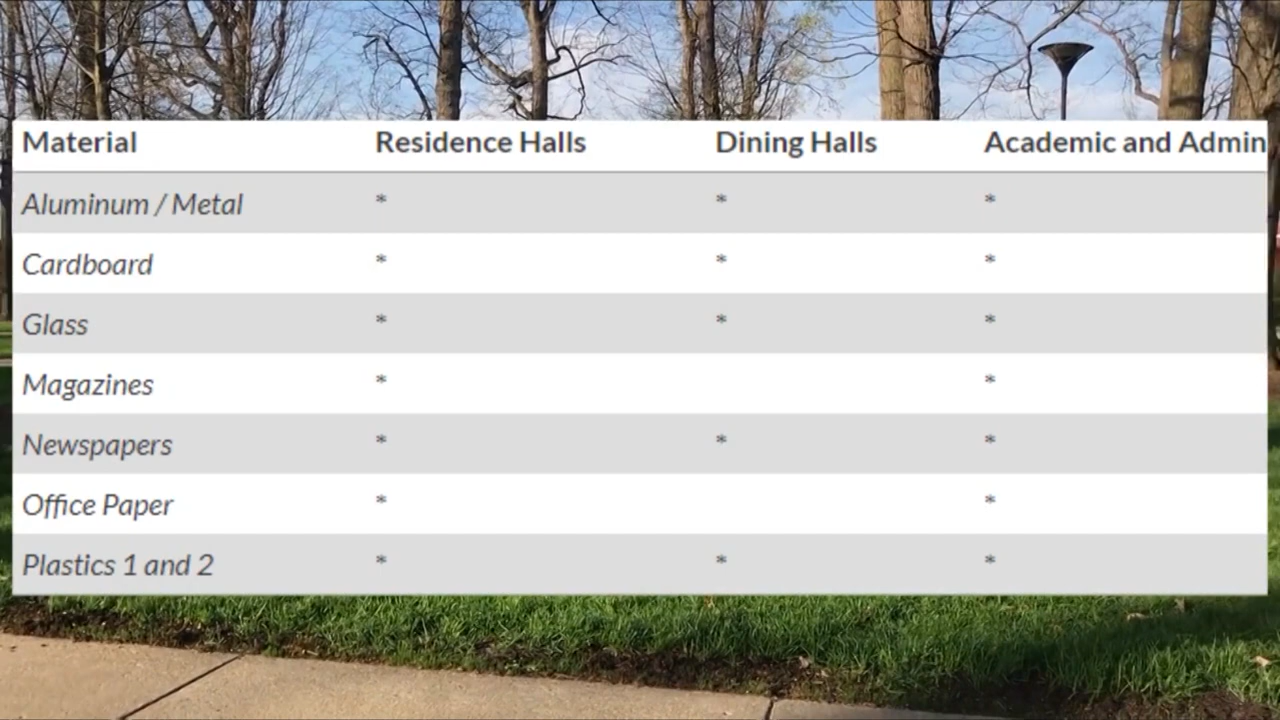 Material Residence Halls Dining Halls Academic and Admin
Aluminum / Metal * * *
Cardboard * * *
Glass * * *
Magazines * *
Newspapers * * *
Office Paper * *
Plastics 1 and 2 * * *